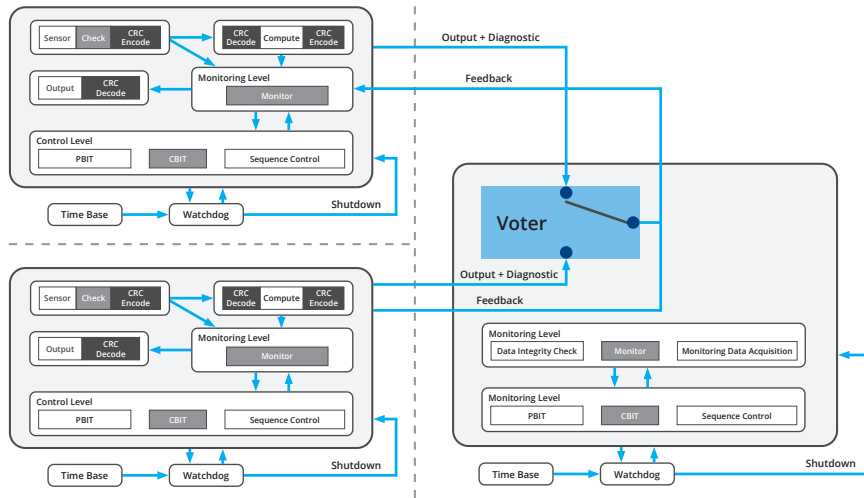 Sensor
Check
CRC
Encode
CRC
Decode
Compute
CRC
Encode
Output
CRC
Decode
Monitoring Level
Monitor
Control Level
PBIT
CBIT
Sequence Control
Time Base
Watchdog
Shutdown
Output + Diagnostic
Feedback
Voter
Sensor
Check
CRC
Encode
CRC
Decode
Compute
CRC
Encode
Output
CRC
Decode
Monitoring Level
Monitor
Control Level
PBIT
CBIT
Sequence Control
Time Base
Watchdog
Shutdown
Output + Diagnostic
Feedback
Monitoring Level
Data Integrity Check
Monitor
Monitoring Data Acquisition
Monitoring Level
PBIT
CBIT
Sequence Control
Time Base
Watchdog
Shutdown